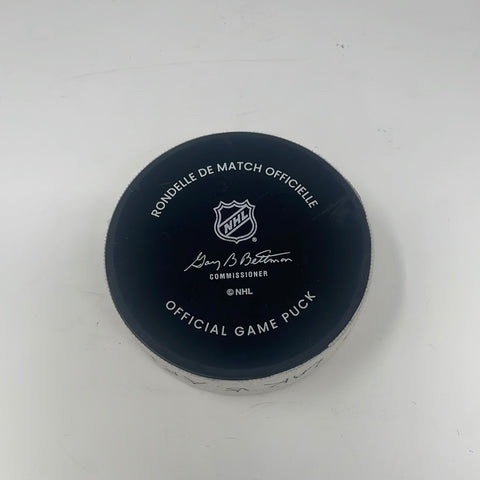 RONDELLE DE MATCH OFFICIELLE
NHL
Gary B Bettman
COMMISSIONER
© NHL
OFFICIAL GAME PUCK